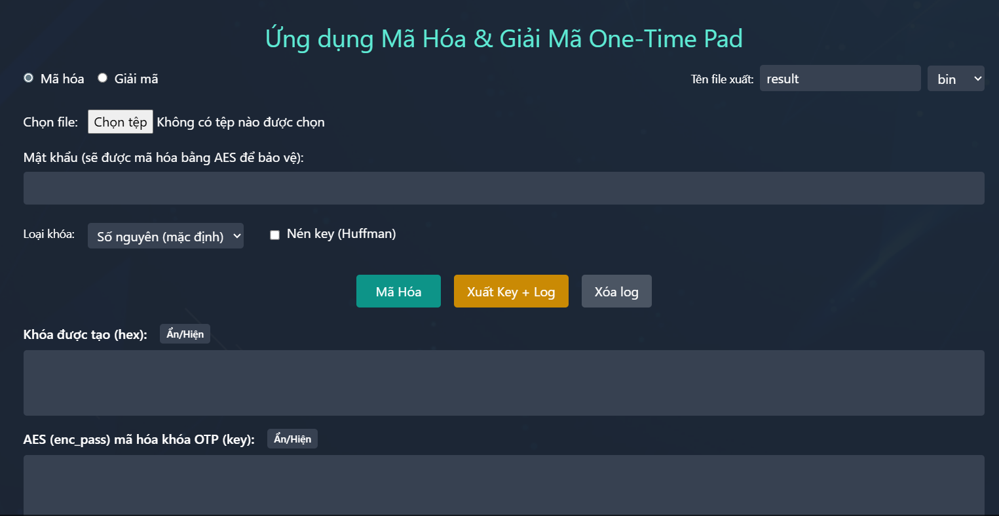 Ứng dụng Mã Hóa & Giải Mã One-Time Pad
Mã hóa Giải mã Tên file xuất: result bin
Chọn file: Chọn tệp Không có tệp nào được chọn
Mật khẩu (sẽ được mã hóa bằng AES để bảo vệ):
Loại khóa: Số nguyên (mặc định) Nén key (Huffman)
Mã Hóa Xuất Key + Log Xóa log
Khóa được tạo (hex): Ẩn/Hiện
AES (enc_pass) mã hóa khóa OTP (key): Ẩn/Hiện